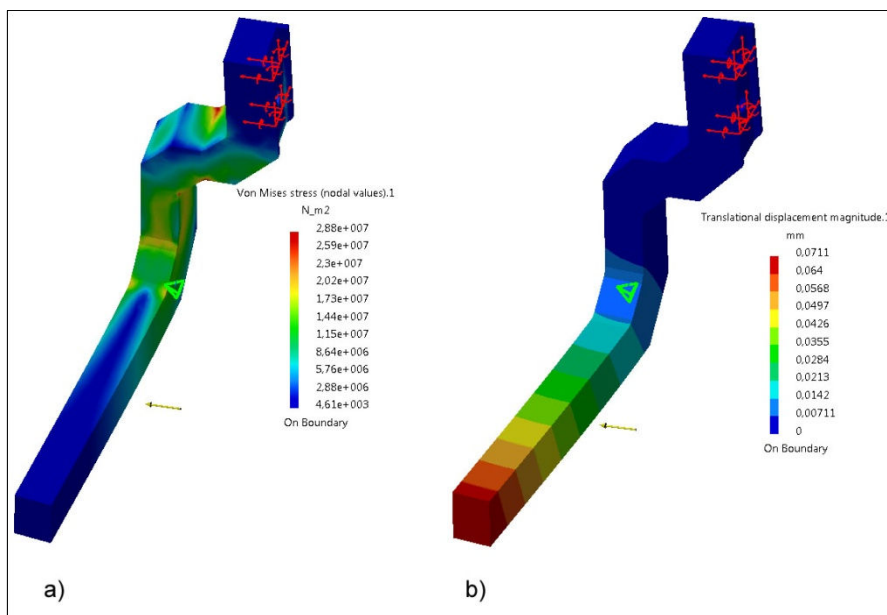 Von Mises stress (nodal values).1
N_m2
2,88e+007
2,59e+007
2,3e+007
2,02e+007
1,73e+007
1,44e+007
1,15e+007
8,64e+006
5,76e+006
2,88e+006
4,61e+003
On Boundary
a)
Translational displacement magnitude.1
mm
0,0711
0,064
0,0568
0,0497
0,0426
0,0355
0,0284
0,0213
0,0142
0,00711
0
On Boundary
b)